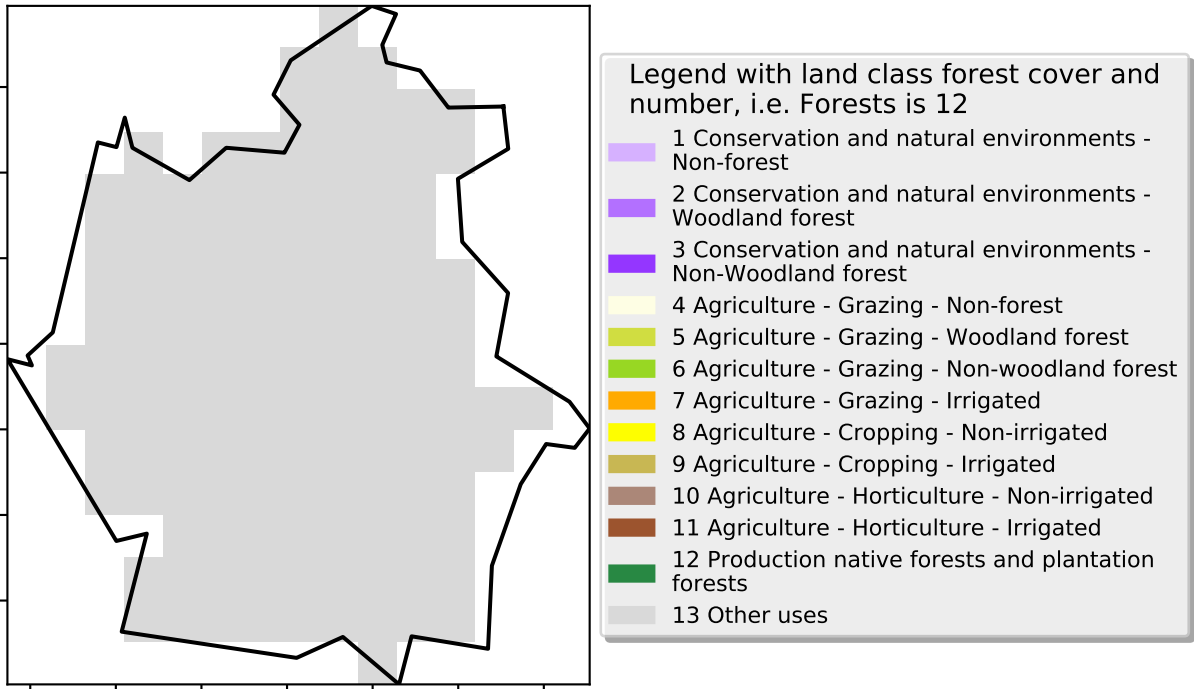 Legend with land class forest cover and
number, i.e. Forests is 12
1 Conservation and natural environments -
Non-forest
2 Conservation and natural environments -
Woodland forest
3 Conservation and natural environments -
Non-Woodland forest
4 Agriculture - Grazing - Non-forest
5 Agriculture - Grazing - Woodland forest
6 Agriculture - Grazing - Non-woodland forest
7 Agriculture - Grazing - Irrigated
8 Agriculture - Cropping - Non-irrigated
9 Agriculture - Cropping - Irrigated
10 Agriculture - Horticulture - Non-irrigated
11 Agriculture - Horticulture - Irrigated
12 Production native forests and plantation
forests
13 Other uses